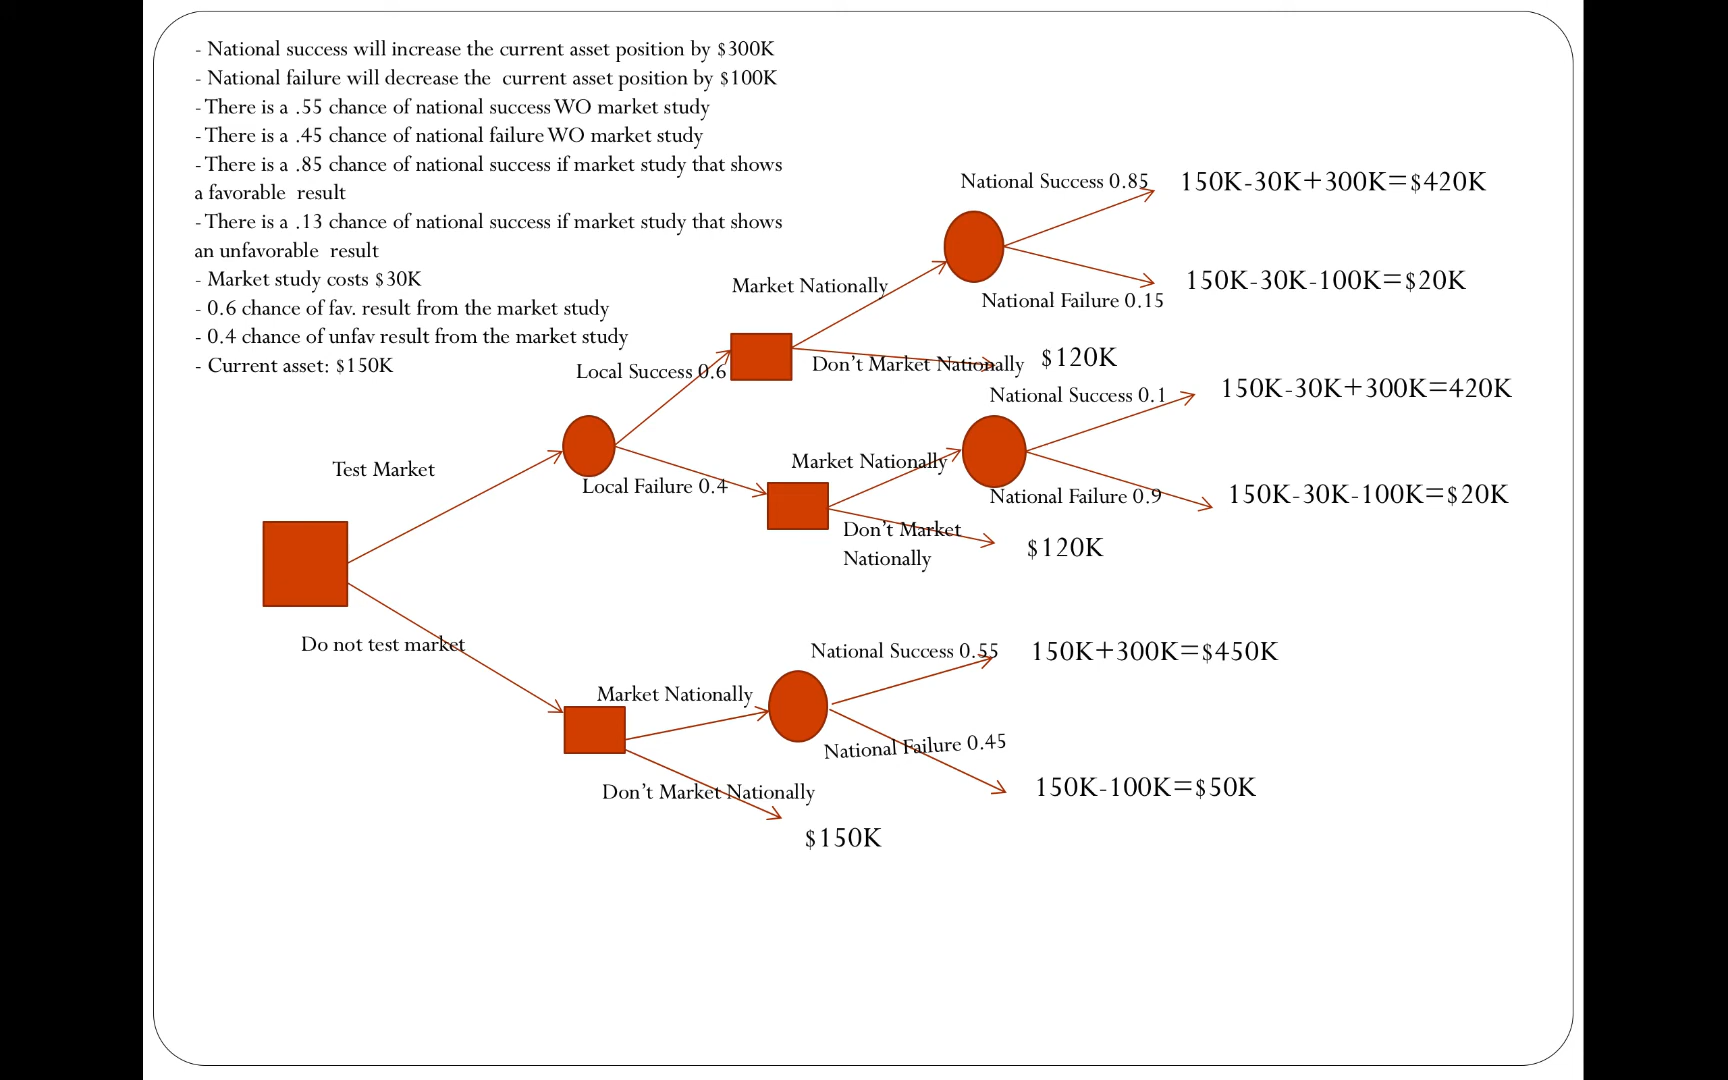 - National success will increase the current asset position by $300K
- National failure will decrease the  current asset position by $100K
- There is a .55 chance of national success WO market study
- There is a .45 chance of national failure WO market study
- There is a .85 chance of national success if market study that shows
a favorable  result
- There is a .13 chance of national success if market study that shows
an unfavorable  result
- Market study costs $30K
- 0.6 chance of fav. result from the market study
- 0.4 chance of unfav result from the market study
- Current asset: $150K
National Success 0.85
150K-30K+300K=$420K
Market Nationally
150K-30K-100K=$20K
National Failure 0.15
Local Success 0.6
Don't Market Nationally
$120K
National Success 0.1
150K-30K+300K=420K
Test Market
Local Failure 0.4
Market Nationally
National Failure 0.9
150K-30K-100K=$20K
Don't Market
Nationally
$120K
Do not test market
National Success 0.55
150K+300K=$450K
Market Nationally
National Failure 0.45
150K-100K=$50K
Don't Market Nationally
$150K